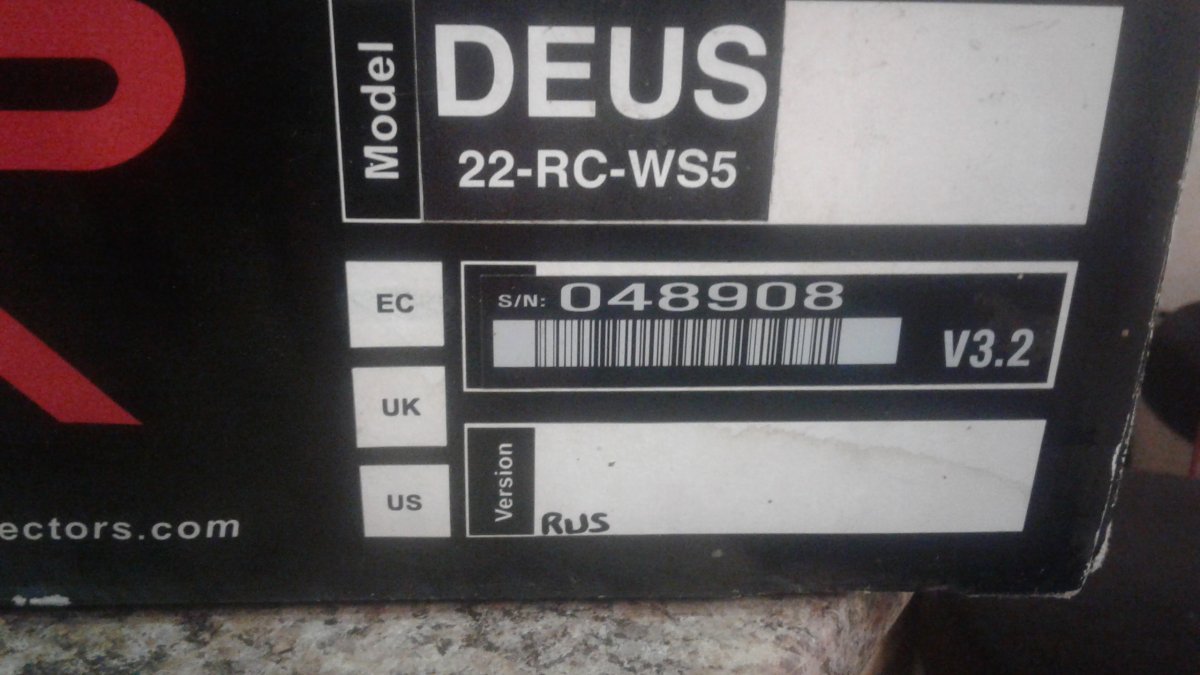 Model
DEUS
22-RC-WS5
EC
S/N: 048908
V3.2
UK
US
Version
RUS
ectors.com